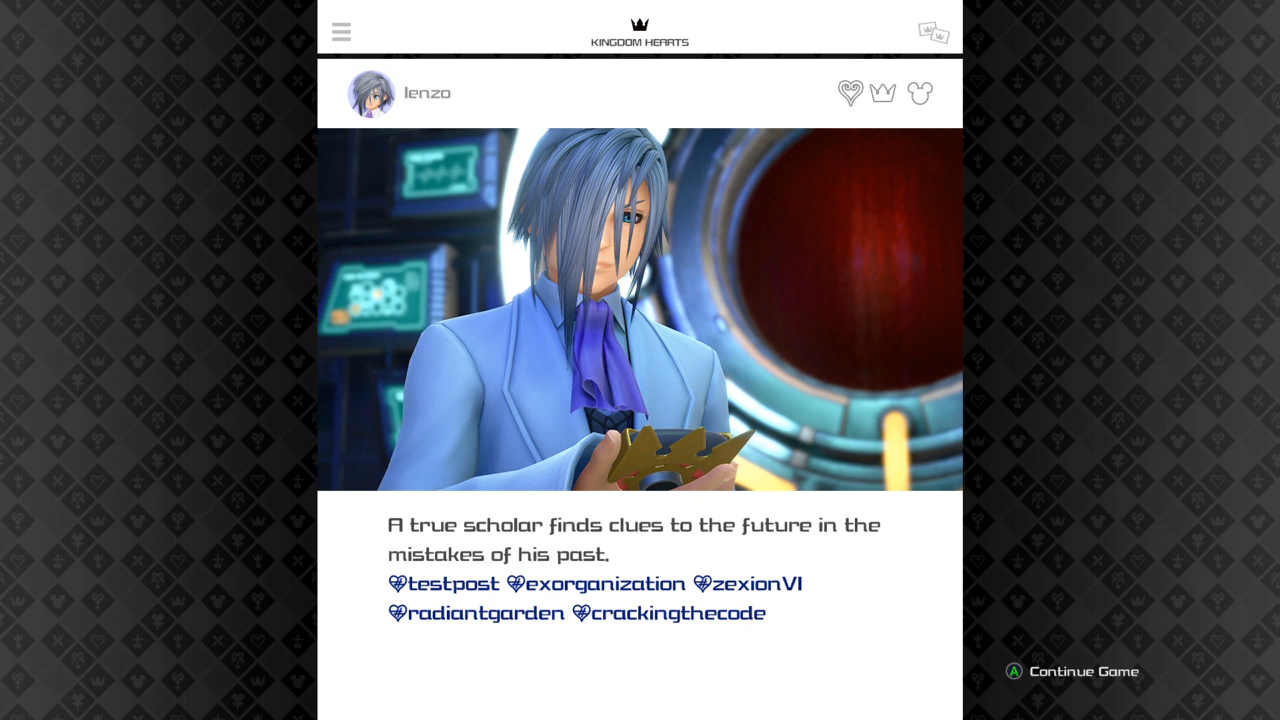 KINGDOM HEARTS
Ienzo
A true scholar finds clues to the future in the
mistakes of his past.
#testpost #exorganization #zexionVI
#radiantgarden #crackingthecode
A Continue Game